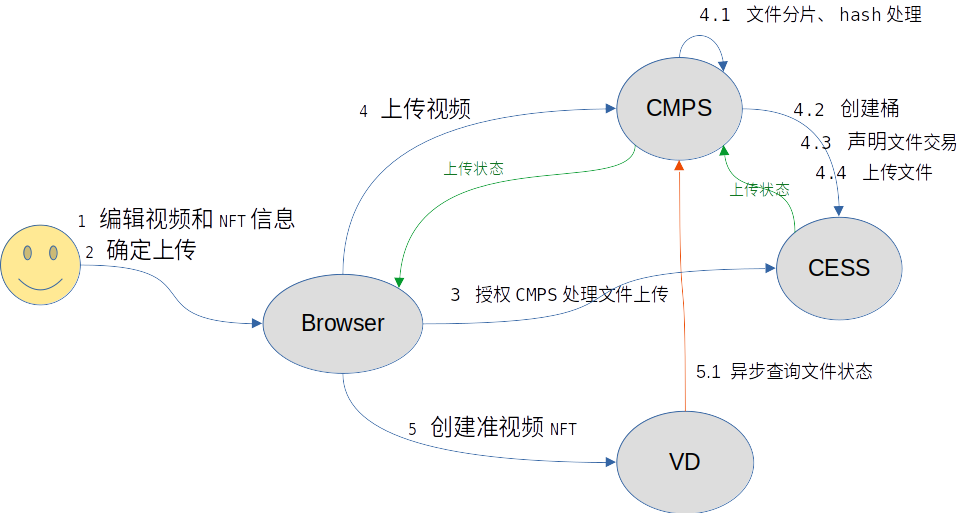 4.1 文件分片、hash 处理
CMPS
4 上传视频
4.2 创建桶
4.3 声明文件交易
4.4 上传文件
上传状态
上传状态
1 编辑视频和 NFT 信息
2 确定上传
CESS
3 授权 CMPS 处理文件上传
Browser
5.1 异步查询文件状态
5 创建准视频 NFT
VD